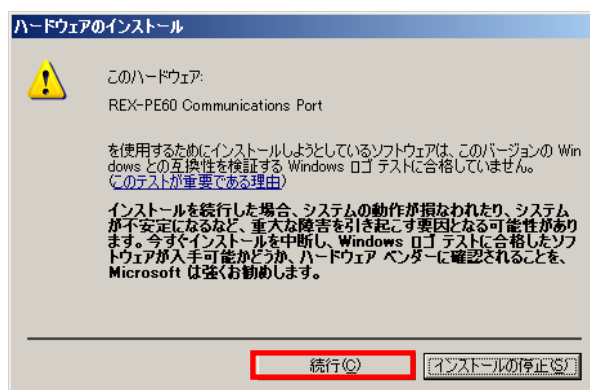 ハードウェアのインストール
このハードウェア:
REX-PE60 Communications Port
を使用するためにインストールしようとしているソフトウェアは、このバージョンの Win
dows との互換性を検証する Windows ロゴ テストに合格していません。
(このテストが重要である理由)
インストールを続行した場合、システムの動作が損なわれたり、システム
が不安定になるなど、重大な障害を引き起こす要因となる可能性があり
ます。今すぐインストールを中断し、Windows ロゴ テストに合格したソフ
トウェアが入手可能かどうか、ハードウェア ベンダーに確認されることを、
Microsoft は強くお勧めします。
続行(C)
インストールの停止(S)